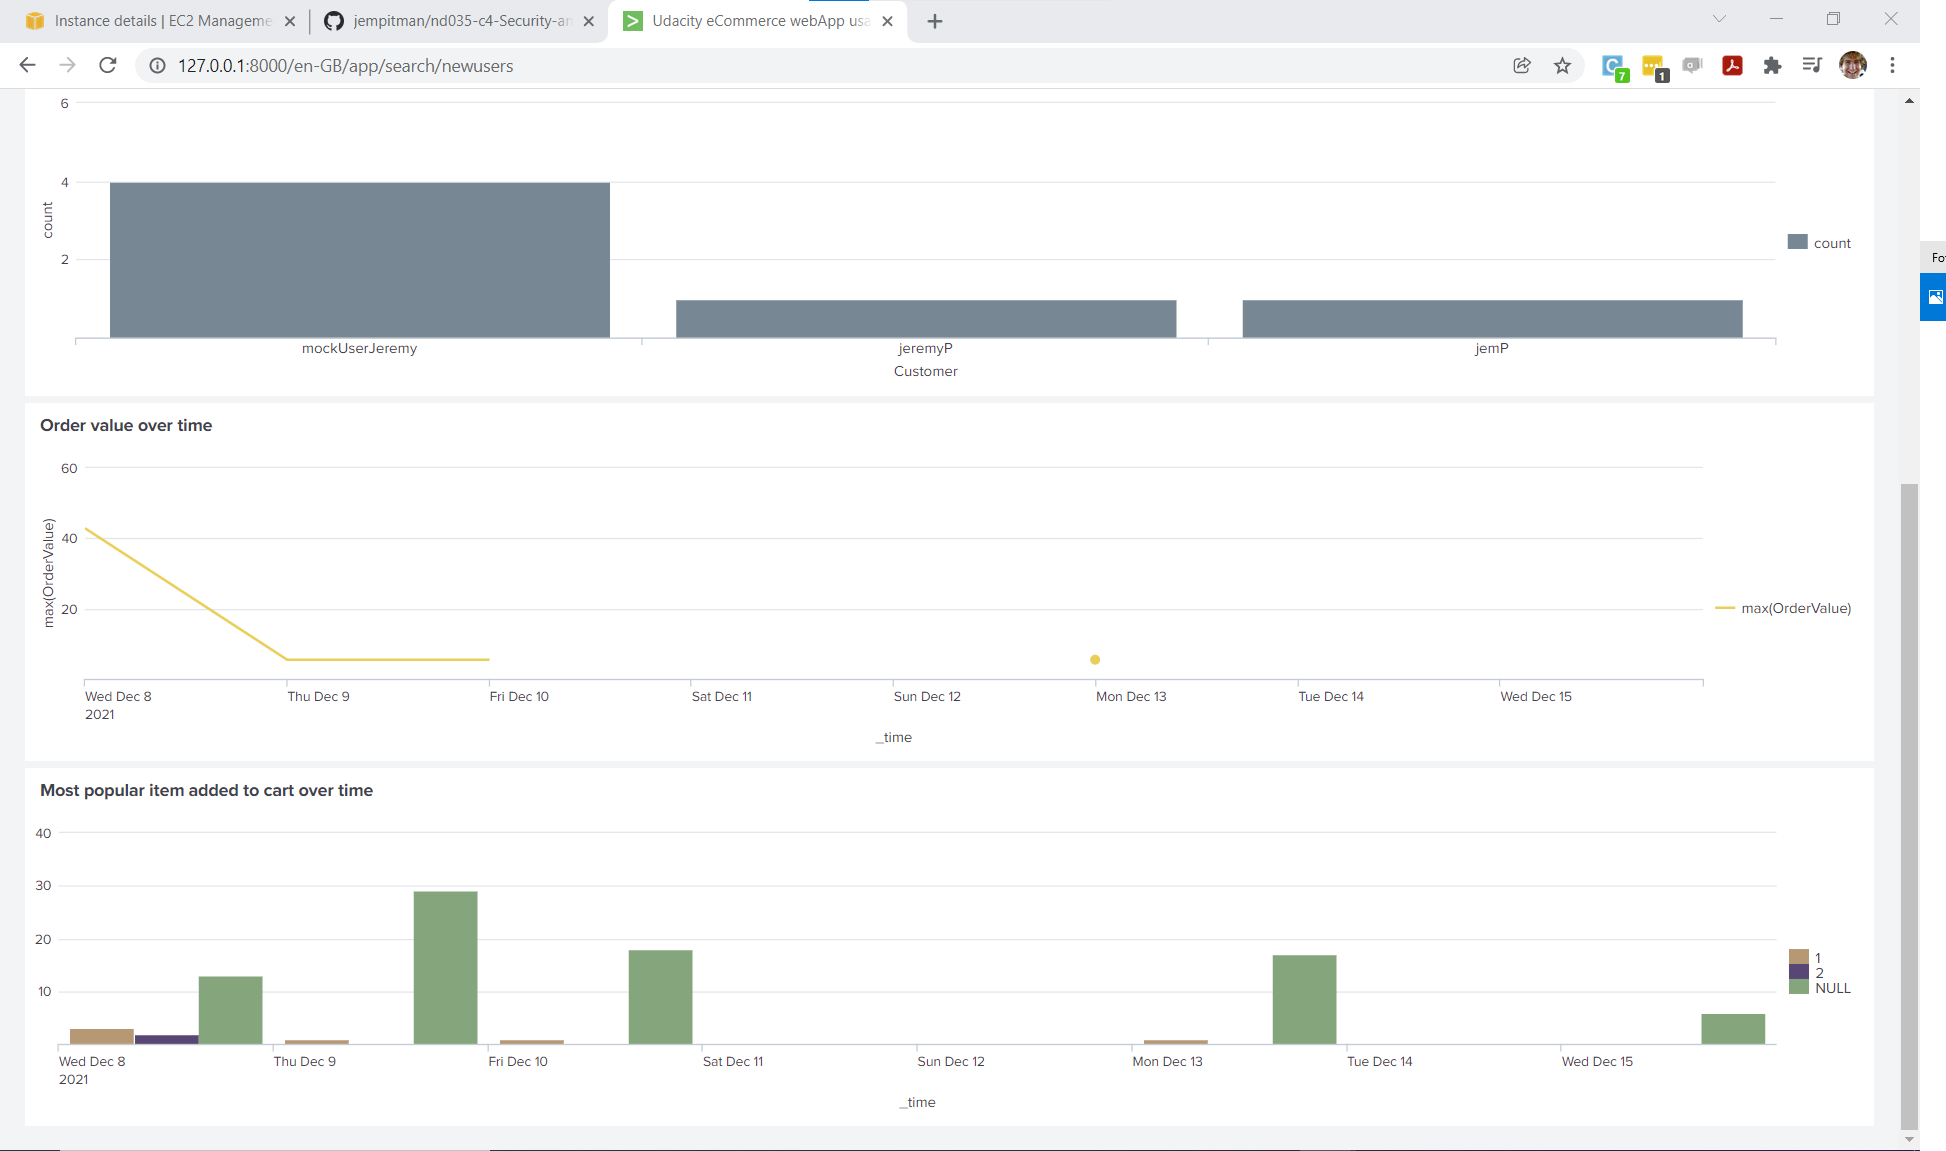 Instance details | EC2 Manageme
jempitman/nd035-c4-Security-an
Udacity eCommerce webApp usa
127.0.0.1:8000/en-GB/app/search/newusers
7
1
6
4
2
count
count
mockUserJeremy jeremyP jemP
Customer
Fo
Order value over time
60
40
20
max(OrderValue)
max(OrderValue)
Wed Dec 8 Thu Dec 9 Fri Dec 10 Sat Dec 11 Sun Dec 12 Mon Dec 13 Tue Dec 14 Wed Dec 15
2021
_time
Most popular item added to cart over time
40
30
20
10
1
2
NULL
Wed Dec 8 Thu Dec 9 Fri Dec 10 Sat Dec 11 Sun Dec 12 Mon Dec 13 Tue Dec 14 Wed Dec 15
2021
_time